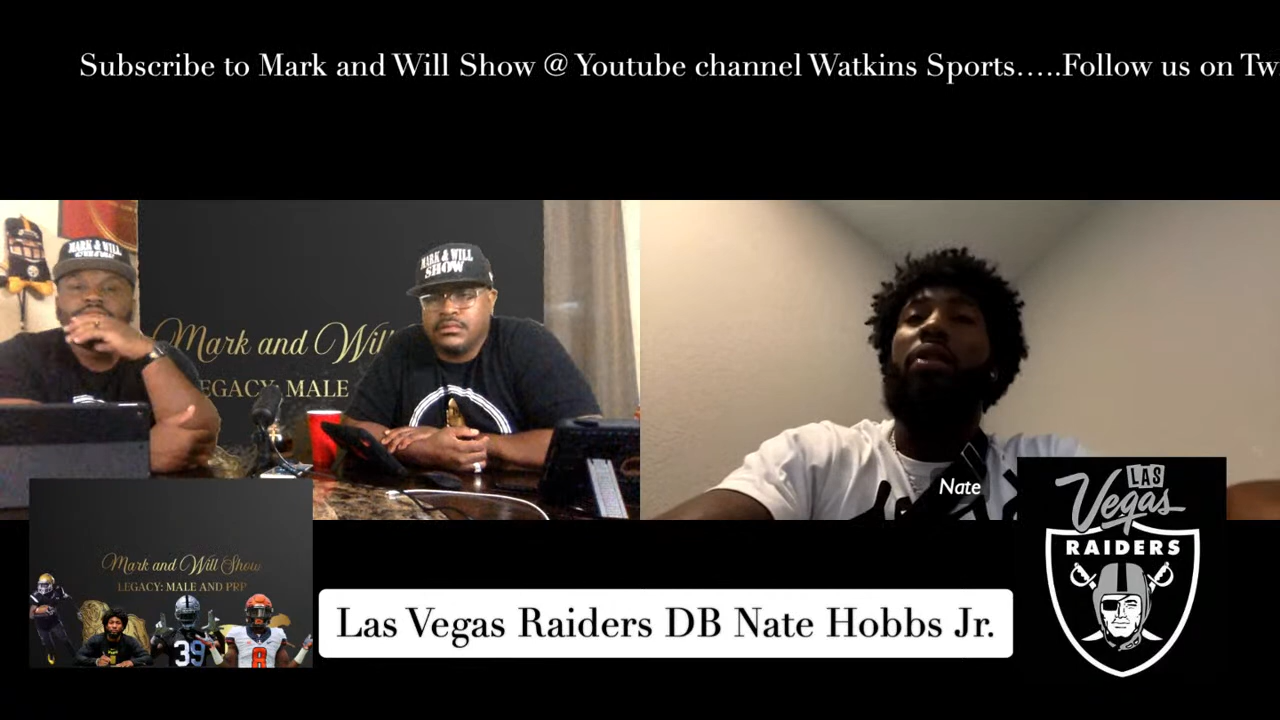 Subscribe to Mark and Will Show @ Youtube channel Watkins Sports.....Follow us on Tw
MARK & WILL
SHOW
MARK & WILL
SHOW
Mark and Will
LEGACY: MALE
Nate
LAS
Vegas
RAIDERS
Mark and Will Show
LEGACY: MALE AND PRP
39
8
Las Vegas Raiders DB Nate Hobbs Jr.